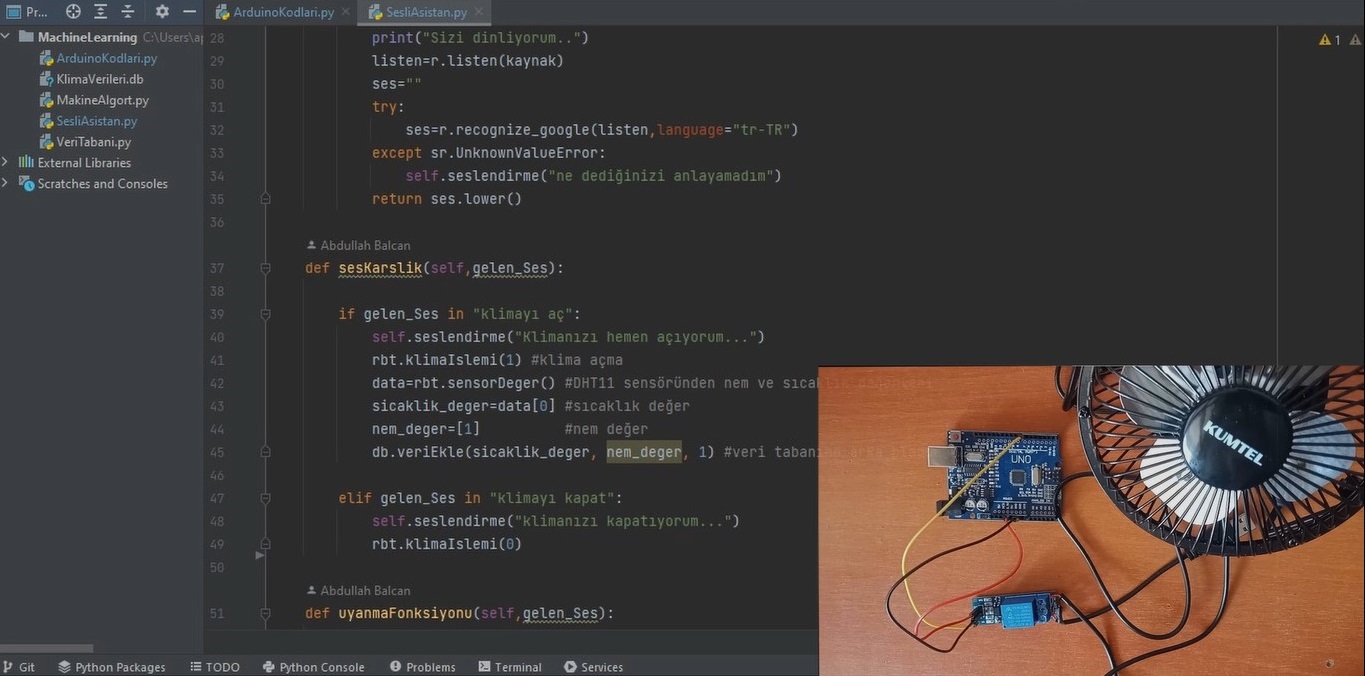 Pr...
ArduinoKodlari.py
SesliAsistan.py
MachineLearning C:\Users\a
ArduinoKodlari.py
KlimaVerileri.db
MakineAlgort.py
SesliAsistan.py
VeriTabani.py
External Libraries
Scratches and Consoles
1
28 print("Sizi dinliyorum..")
29 listen=r.listen(kaynak)
30 ses=""
31 try:
32 ses=r.recognize_google(listen,language="tr-TR")
33 except sr.UnknownValueError:
34 self.seslendirme("ne dediğinizi anlayamadım")
35 return ses.lower()
36
Abdullah Balcan
37 def sesKarslik(self,gelen_Ses):
38
39 if gelen_Ses in "klimayı aç":
40 self.seslendirme("Klimanızı hemen açıyorum...")
41 rbt.klimaIslemi(1) #klima açma
42 data=rbt.sensorDeger() #DHT11 sensöründen nem ve sıcaklık
43 sicaklik_deger=data[0] #sıcaklık değer
44 nem_deger=[1] #nem değer
45 db.veriEkle(sicaklik_deger, nem_deger, 1) #veri tabanına
46
47 elif gelen_Ses in "klimayı kapat":
48 self.seslendirme("klimanızı kapatıyorum...")
49 rbt.klimaIslemi(0)
50
Abdullah Balcan
51 def uyanmaFonksiyonu(self,gelen_Ses):
UNO
KUMTEL
Git
Python Packages
TODO
Python Console
Problems
Terminal
Services